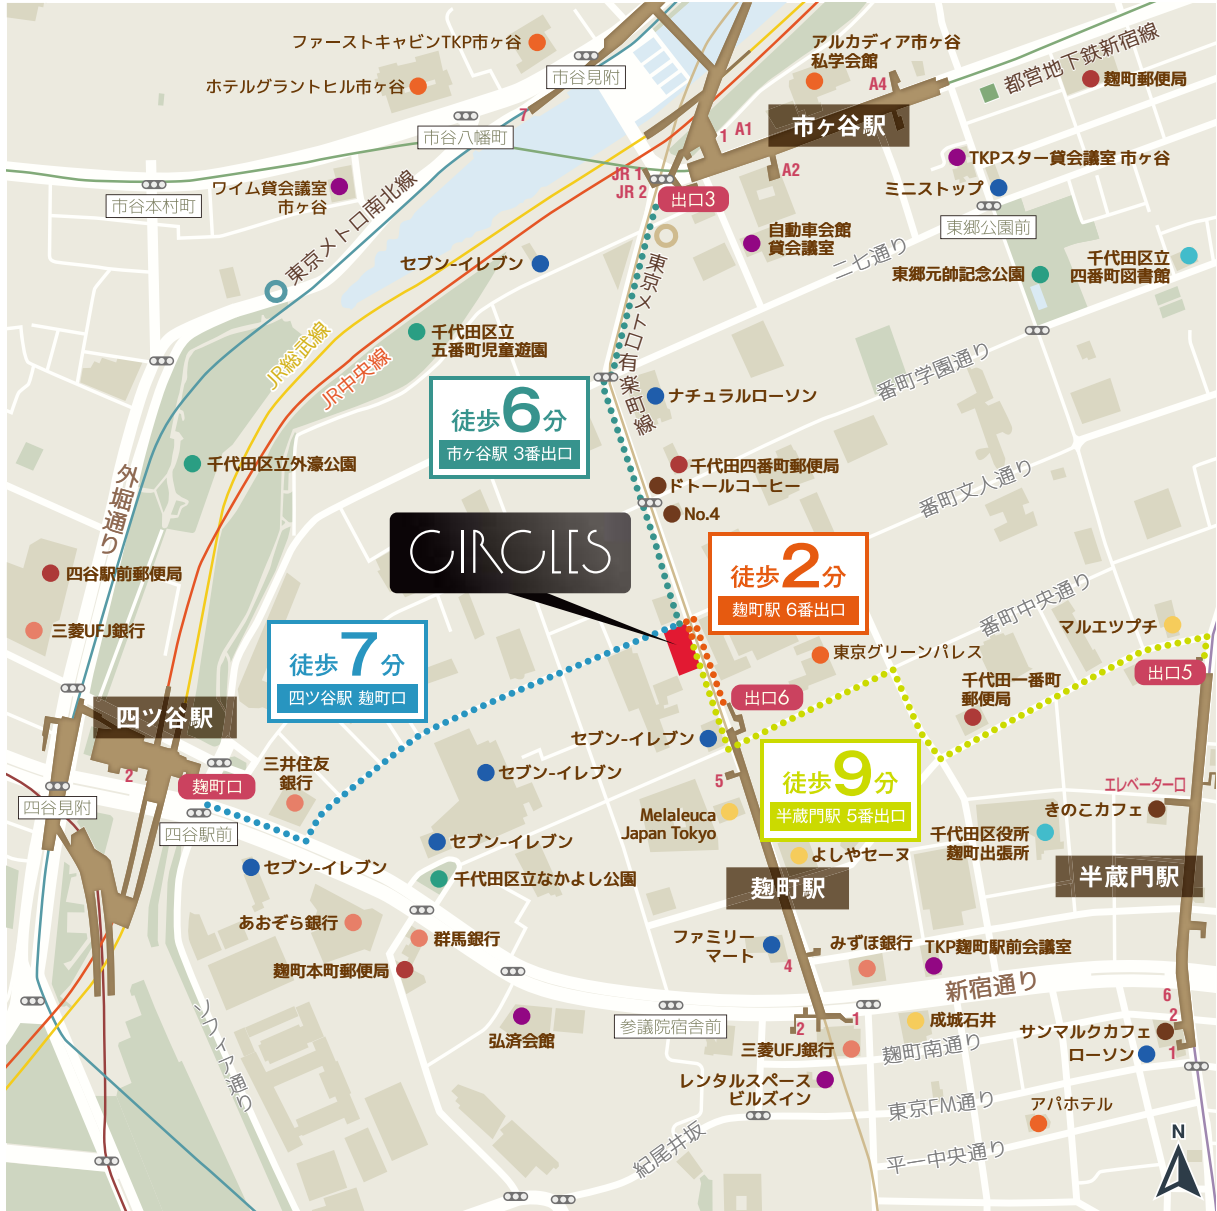 ファーストキャビンTKP市ヶ谷
市谷見附
アルカディア市ヶ谷
私学会館
都営地下鉄新宿線
麹町郵便局
ホテルグラントヒル市ヶ谷
A4
7
市谷八幡町
1
A1
市ヶ谷駅
TKPスター貸会議室 市ヶ谷
A2
JR 1
JR 2
出口3
ミニストップ
ワイム貸会議室
市ヶ谷
市谷本村町
東京メトロ南北線
東郷公園前
自動車会館
貸会議室
二七通り
千代田区立
四番町図書館
東郷元帥記念公園
セブン-イレブン
東京メトロ有楽町線
千代田区立
五番町児童遊園
JR総武線
JR中央線
番町学園通り
徒歩6分
市ヶ谷駅 3番出口
ナチュラルローソン
千代田区立外濠公園
外堀通り
千代田四番町郵便局
ドトールコーヒー
No.4
番町文人通り
CIRCLES
徒歩2分
麹町駅 6番出口
四谷駅前郵便局
三菱UFJ銀行
番町中央通り
マルエツプチ
徒歩7分
四ツ谷駅 麹町口
東京グリーンパレス
千代田一番町
郵便局
出口5
四ツ谷駅
出口6
セブン-イレブン
徒歩9分
半蔵門駅 5番出口
2
麹町口
三井住友
銀行
セブン-イレブン
5
エレベーター口
四谷見附
四谷駅前
Melaleuca
Japan Tokyo
きのこカフェ
セブン-イレブン
千代田区役所
麹町出張所
よしやセーヌ
セブン-イレブン
千代田区立なかよし公園
麹町駅
半蔵門駅
あおぞら銀行
群馬銀行
麹町本町郵便局
ファミリー
マート
4
みずほ銀行
TKP麹町駅前会議室
新宿通り
ソフィア通り
弘済会館
参議院宿舎前
2
1
成城石井
6
2
1
サンマルクカフェ
ローソン
三菱UFJ銀行
麹町南通り
レンタルスペース
ビルズイン
東京FM通り
アパホテル
紀尾井坂
平一中央通り
N